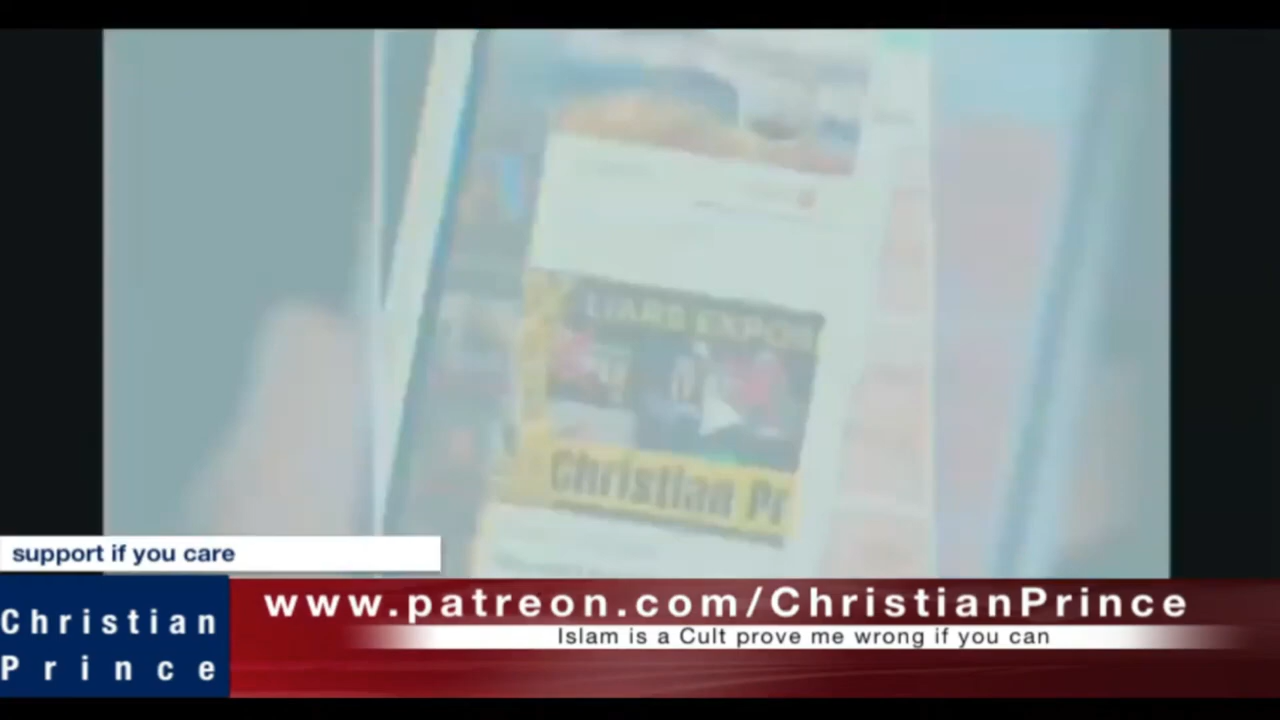 LIARS EXPOS
Christian Pr
support if you care
Christian
Prince
www.patreon.com/ChristianPrince
Islam is a Cult prove me wrong if you can